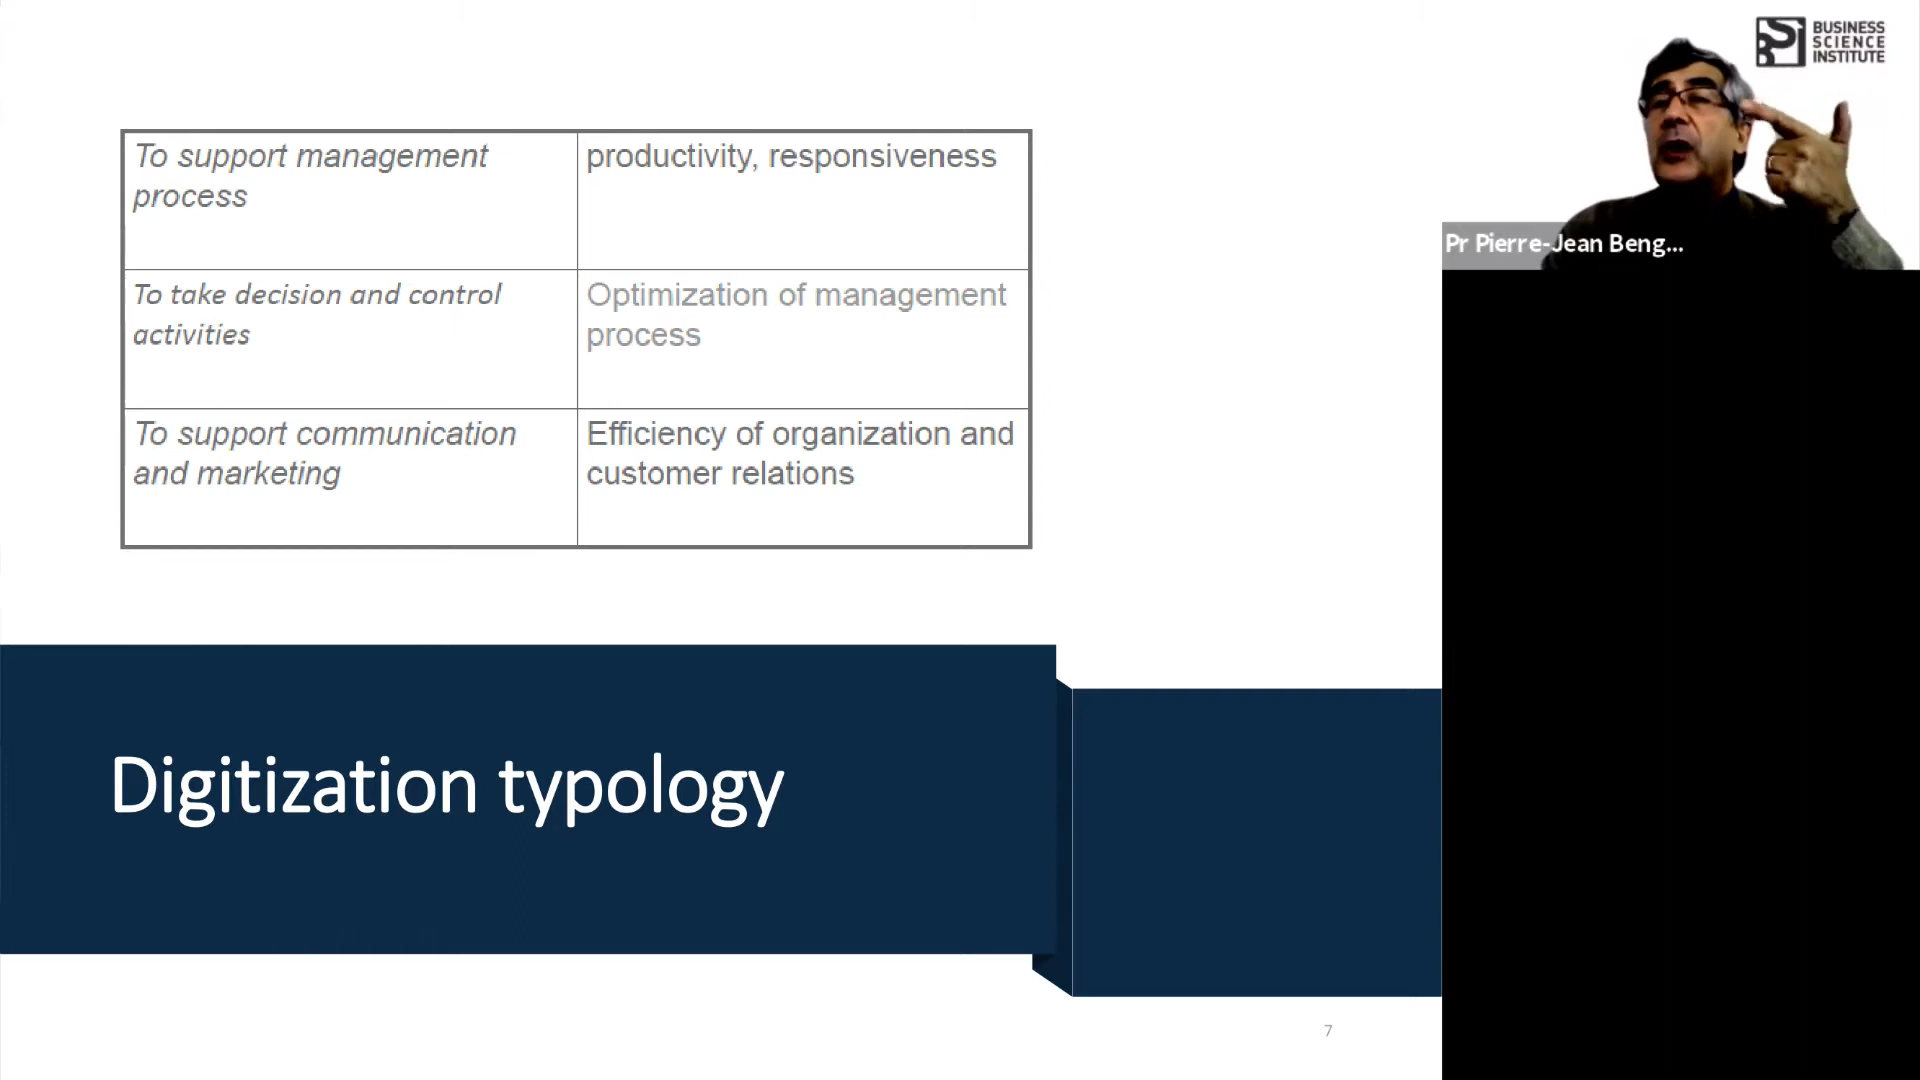 BUSINESS
SCIENCE
INSTITUTE
To support management
process
productivity, responsiveness
To take decision and control
activities
Optimization of management
process
To support communication
and marketing
Efficiency of organization and
customer relations
Pr Pierre-Jean Beng...
Digitization typology
7